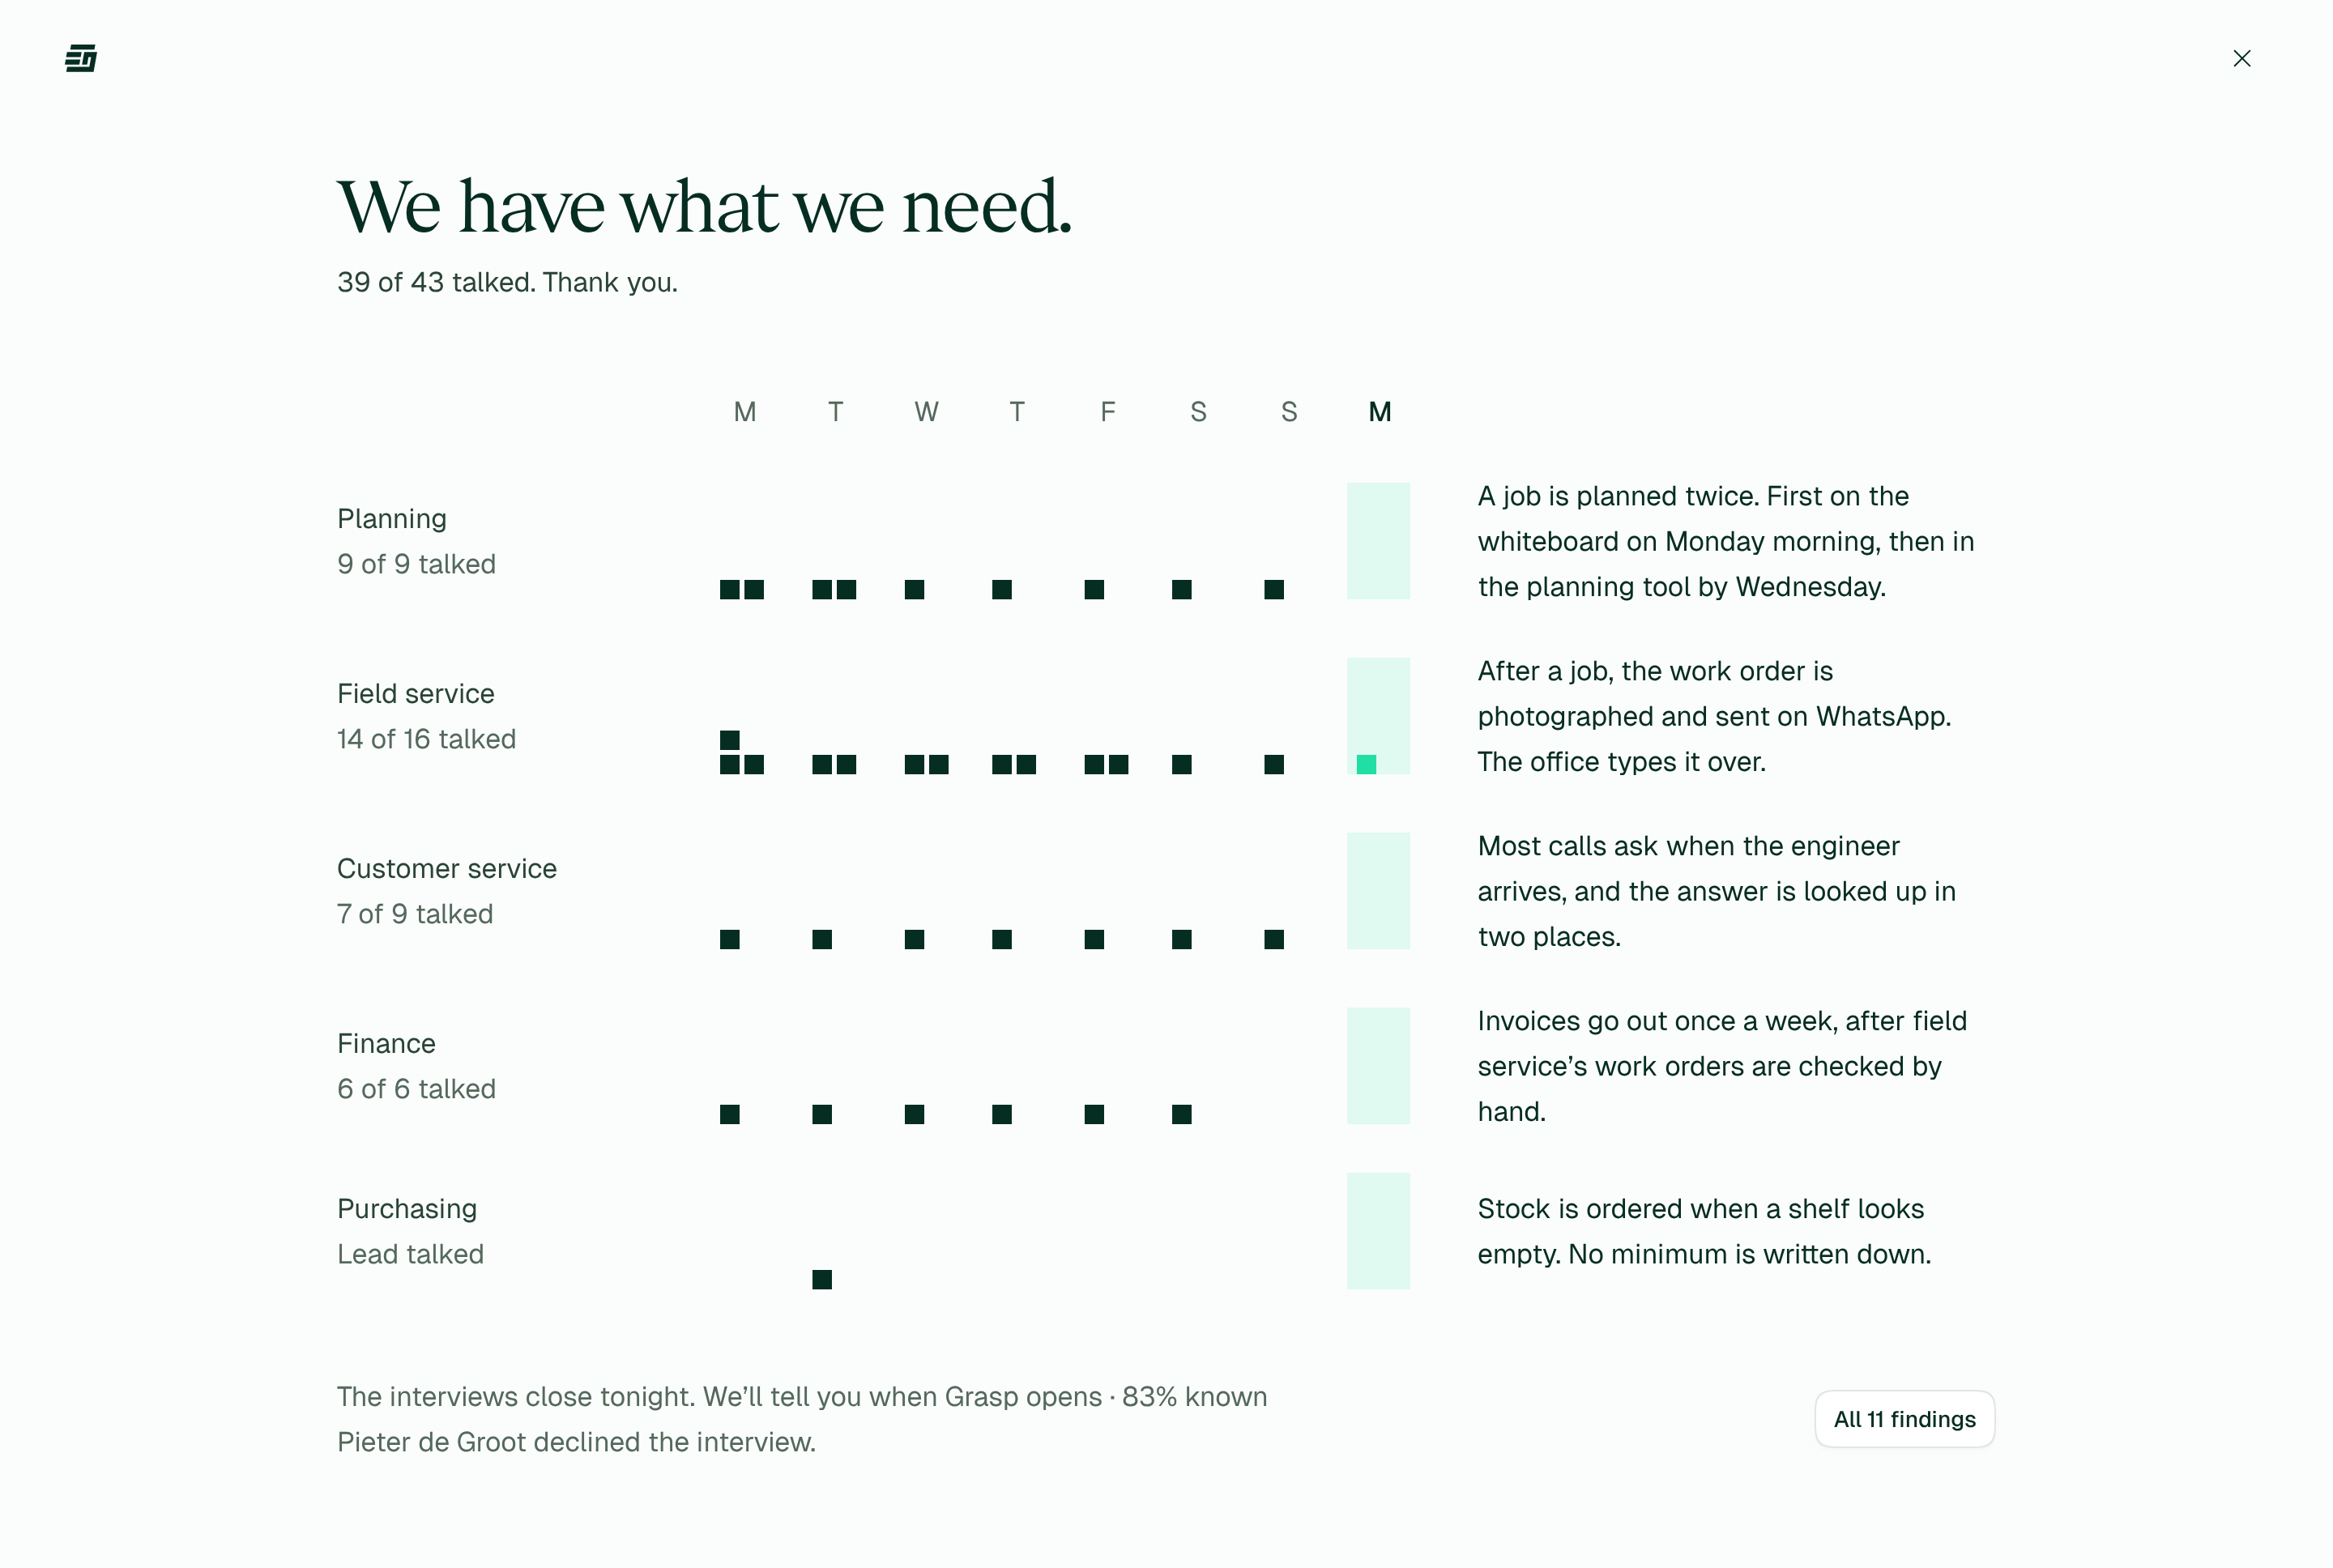 We have what we need.
39 of 43 talked. Thank you.
M T W T F S S M
Planning
9 of 9 talked
A job is planned twice. First on the
whiteboard on Monday morning, then in
the planning tool by Wednesday.
Field service
14 of 16 talked
After a job, the work order is
photographed and sent on WhatsApp.
The office types it over.
Customer service
7 of 9 talked
Most calls ask when the engineer
arrives, and the answer is looked up in
two places.
Finance
6 of 6 talked
Invoices go out once a week, after field
service’s work orders are checked by
hand.
Purchasing
Lead talked
Stock is ordered when a shelf looks
empty. No minimum is written down.
The interviews close tonight. We’ll tell you when Grasp opens · 83% known
Pieter de Groot declined the interview.
All 11 findings